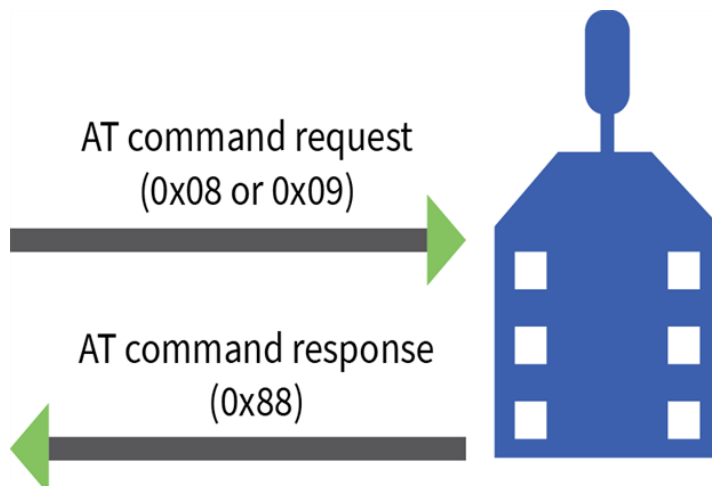 AT command request
(0x08 or 0x09)
AT command response
(0x88)